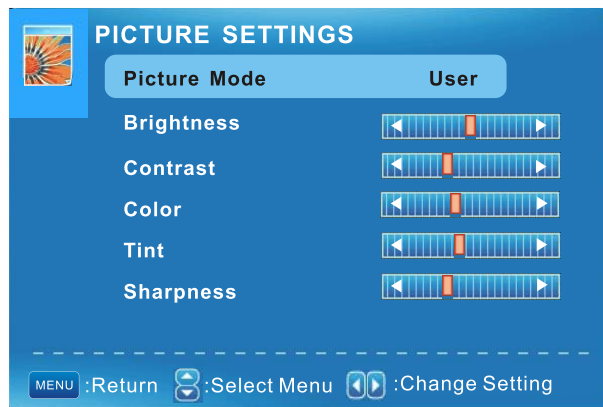 PICTURE SETTINGS
Picture Mode User
Brightness
Contrast
Color
Tint
Sharpness
MENU :Return :Select Menu :Change Setting